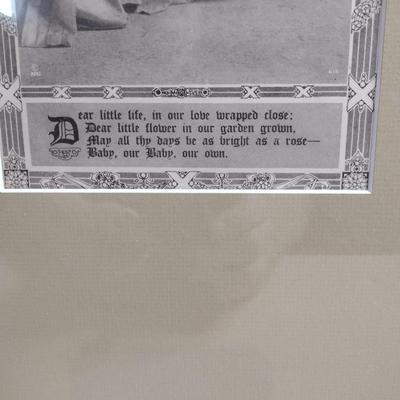 Dear little life, in our love wrapped close;
Dear little flower in our garden grown,
May all thy days be as bright as a rose—
Baby, our Baby, our own.